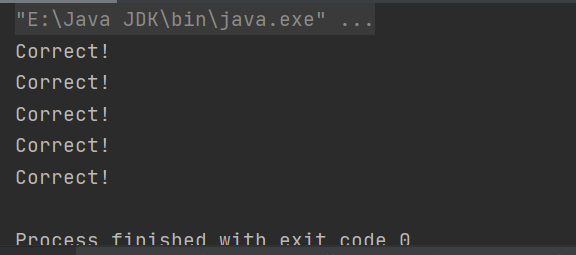 "E:\Java JDK\bin\java.exe" ...
Correct!
Correct!
Correct!
Correct!
Correct!
Process finished with exit code 0